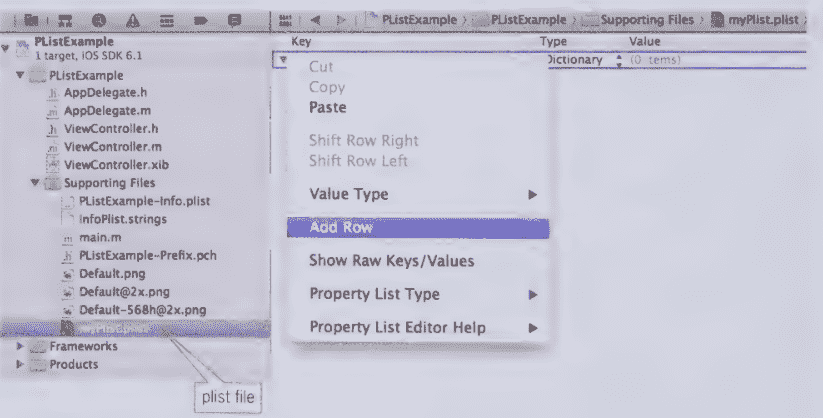 PListExample › PListExample › Supporting Files › myPlist.plist
PListExample
1 target, iOS SDK 6.1
PListExample
AppDelegate.h
AppDelegate.m
ViewController.h
ViewController.m
ViewController.xib
Supporting Files
PListExample-Info.plist
InfoPlist.strings
main.m
PListExample-Prefix.pch
Default.png
Default@2x.png
Default-568h@2x.png
Frameworks
Products
plist file
Key Type Value
Dictionary (0 items)
Cut
Copy
Paste
Shift Row Right
Shift Row Left
Value Type
Add Row
Show Raw Keys/Values
Property List Type
Property List Editor Help